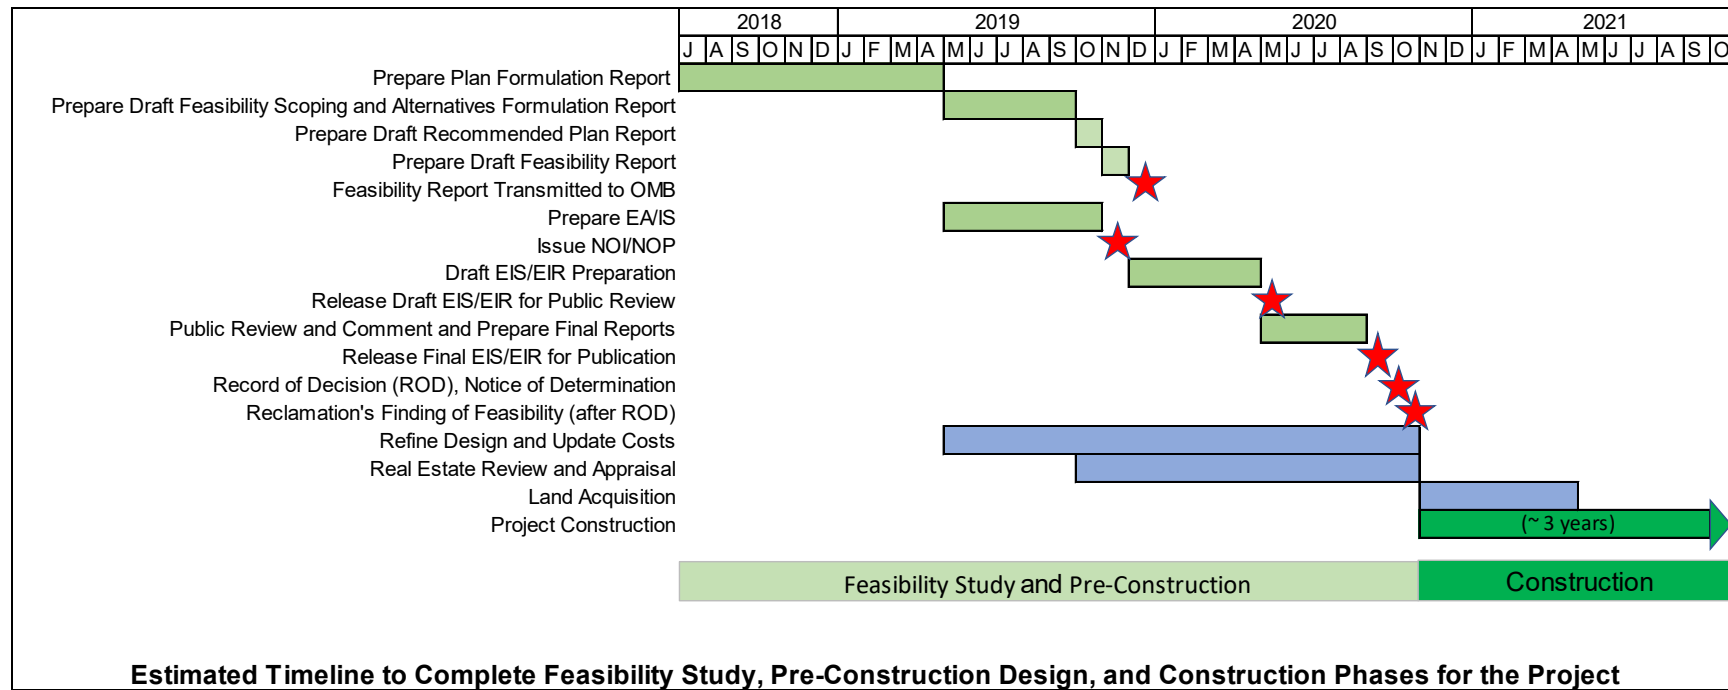 2018 2019 2020 2021
J A S O N D J F M A M J J A S O N D J F M A M J J A S O N D J F M A M J J A S O
Prepare Plan Formulation Report
Prepare Draft Feasibility Scoping and Alternatives Formulation Report
Prepare Draft Recommended Plan Report
Prepare Draft Feasibility Report
Feasibility Report Transmitted to OMB
Prepare EA/IS
Issue NOI/NOP
Draft EIS/EIR Preparation
Release Draft EIS/EIR for Public Review
Public Review and Comment and Prepare Final Reports
Release Final EIS/EIR for Publication
Record of Decision (ROD), Notice of Determination
Reclamation's Finding of Feasibility (after ROD)
Refine Design and Update Costs
Real Estate Review and Appraisal
Land Acquisition
Project Construction (~ 3 years)
Feasibility Study and Pre-Construction Construction
Estimated Timeline to Complete Feasibility Study, Pre-Construction Design, and Construction Phases for the Project